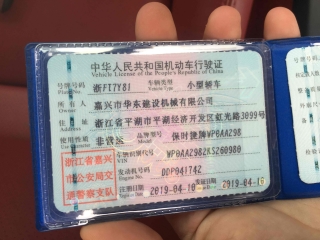 中华人民共和国机动车行驶证
Vehicle License of the People's Republic of China
号牌号码 浙F17Y81 车辆类型 小型轿车
所有人 嘉兴市华东建设机械有限公司
住址 浙江省平湖市平湖经济开发区虹光路3099号
使用性质 非营运 品牌型号 保时捷牌WP0AA298
浙江省嘉兴市公安局交通警察支队
车辆识别代号 WP0AA2982KS260980
VIN
发动机号码 DDP041742
Engine No.
注册日期 2019-04-10 发证日期 2019-04-10